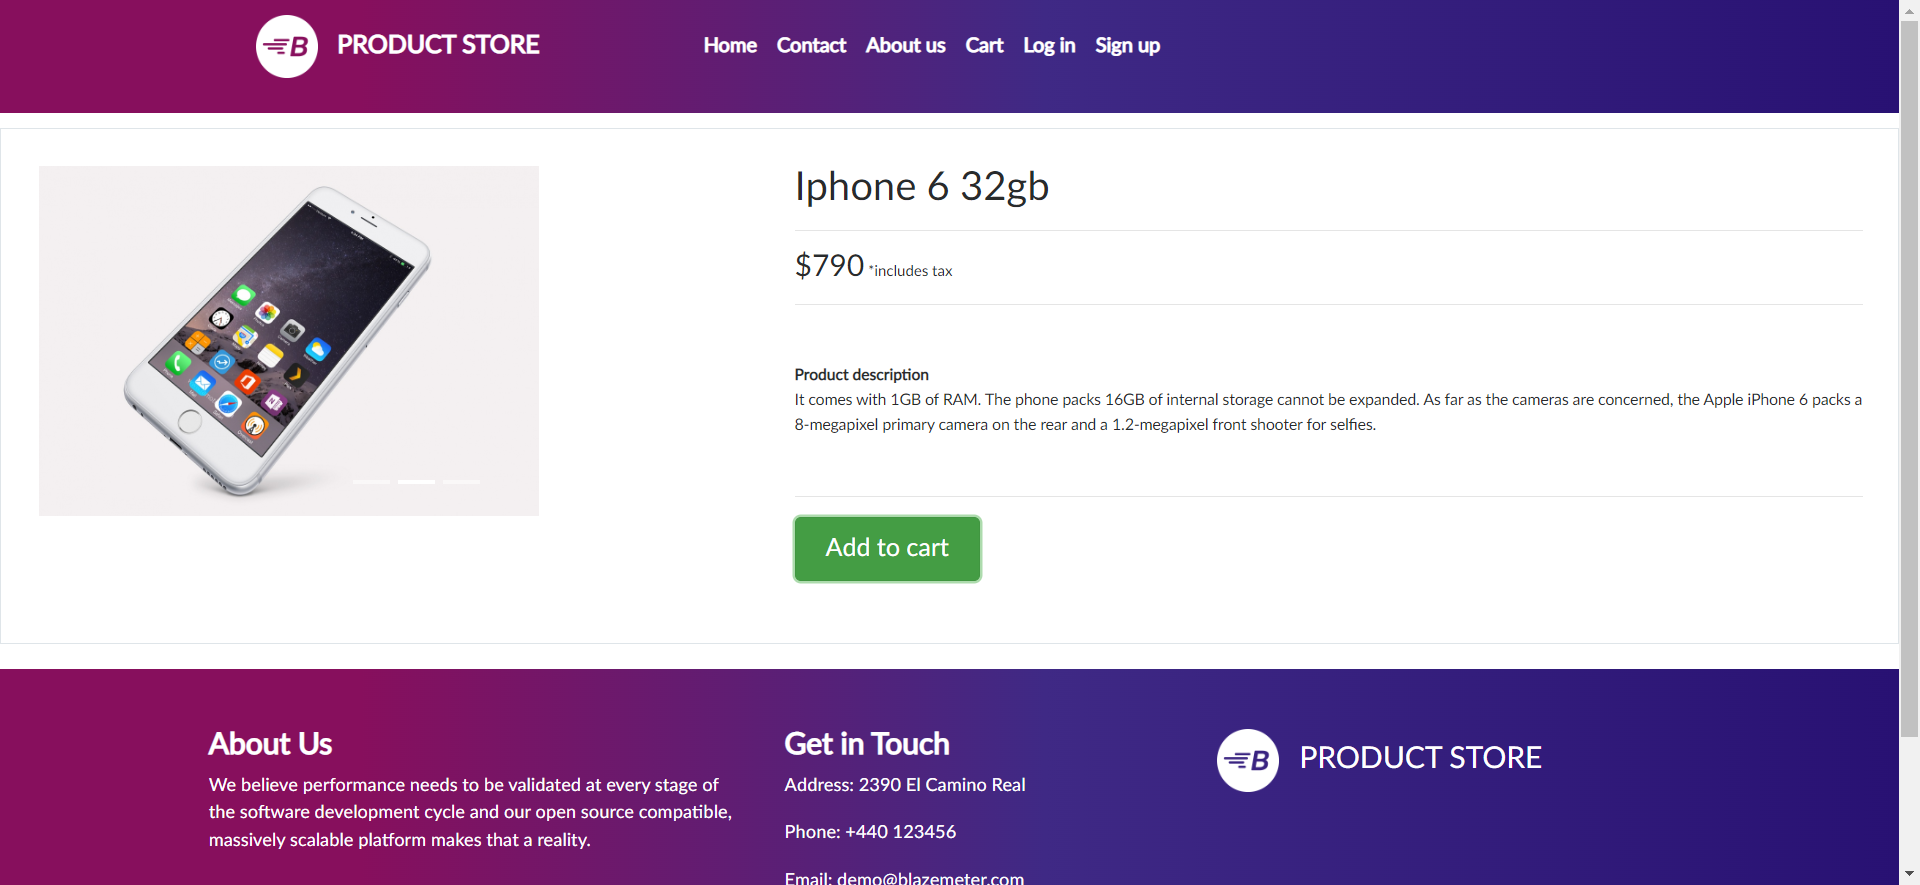 B PRODUCT STORE
Home Contact About us Cart Log in Sign up
Iphone 6 32gb
$790 *includes tax
Product description
It comes with 1GB of RAM. The phone packs 16GB of internal storage cannot be expanded. As far as the cameras are concerned, the Apple iPhone 6 packs a
8-megapixel primary camera on the rear and a 1.2-megapixel front shooter for selfies.
Add to cart
About Us
We believe performance needs to be validated at every stage of
the software development cycle and our open source compatible,
massively scalable platform makes that a reality.
Get in Touch
Address: 2390 El Camino Real
Phone: +440 123456
Email: demo@blazemeter.com
B PRODUCT STORE